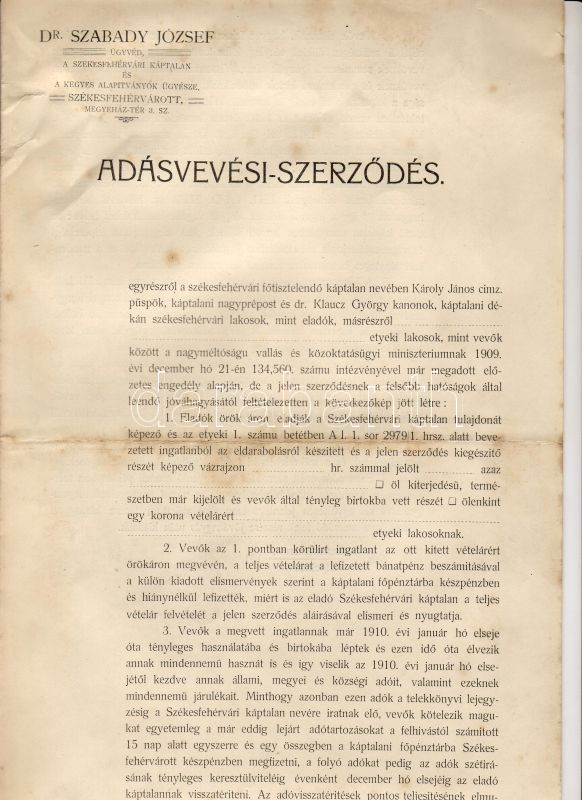 DR. SZABADY JÓZSEF
ÜGYVÉD,
A SZÉKESFEHÉRVÁRI KÁPTALAN
ÉS
A KEGYES ALAPITVÁNYOK ÜGYÉSZE,
SZÉKESFEHÉRVÁROTT,
MEGYEHÁZ-TÉR 3. SZ.
ADÁSVEVÉSI-SZERZŐDÉS.
egyrészről a székesfehérvári főtisztelendő káptalan nevében Károly János cimz.
püspök, káptalani nagyprépost és dr. Klaucz György kanonok, káptalani dé-
kán székesfehérvári lakosok, mint eladók, másrészről
etyeki lakosok, mint vevők
között a nagyméltóságu vallás és közoktatásügyi miniszteriumnak 1909.
évi december hó 21-én 134,560. számu intézvényével már megadott elő-
zetes engedély alapján, de a jelen szerződésnek a felsőbb hatóságok által
leendő jóváhagyásától feltételezetten a következőkép jött létre :
1. Eladók örök áron eladják a Székesfehérvári káptalan tulajdonát
képező és az etyeki 1. számu betétben A I. 1. sor 2979 1. hrsz. alatt beve-
zetett ingatlanból az eldarabolásról készitett és a jelen szerződés kiegészitő
részét képező vázrajzon hr. számmal jelölt azaz
☐ öl kiterjedésü, termé-
szetben már kijelölt és vevők által tényleg birtokba vett részét ☐ ölenkint
egy korona vételárért
etyeki lakosoknak.
2. Vevők az 1. pontban körülirt ingatlant az ott kitett vételárért
örökáron megvévén, a teljes vételárat a lefizetett bánatpénz beszámitásával
a külön kiadott elismervények szerint a káptalani főpénztárba készpénzben
és hiánynélkül lefizették, miért is az eladó Székesfehérvári káptalan a teljes
vételár felvételét a jelen szerződés aláirásával elismeri és nyugtatja.
3. Vevők a megvett ingatlannak már 1910. évi január hó elseje
óta tényleges használatába és birtokába léptek és ezen idő óta élvezik
annak mindennemü hasznát is és igy viselik az 1910. évi január hó else-
jétől kezdve annak állami, megyei és községi adóit, valamint ezeknek
mindennemü járulékait. Minthogy azonban ezen adók a telekkönyvi lejegy-
zésig a Székesfehérvári káptalan nevére iratnak elő, vevők kötelezik magu-
kat egyetemleg a már eddig lejárt adótartozásokat a felhivástól számitott
15 nap alatt egyszerre és egy összegben a káptalani főpénztárba Székes-
fehérvárott készpénzben megfizetni, a folyó adókat pedig az adók szétirá-
sának tényleges keresztülviteléig évenként december hó elsejéig az eladó
káptalannak visszatériteni. Az adóvisszatéritések pontos teljesitésének elmu-
darabanth